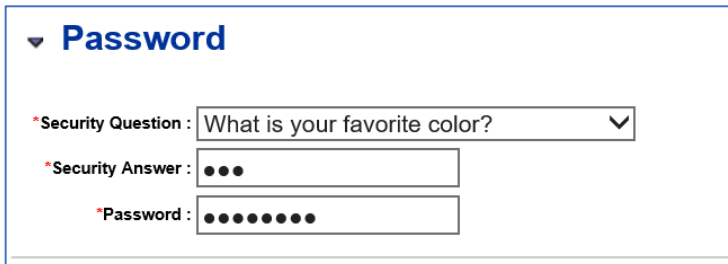 Password
*Security Question : What is your favorite color?
*Security Answer : ●●●
*Password : ●●●●●●●●